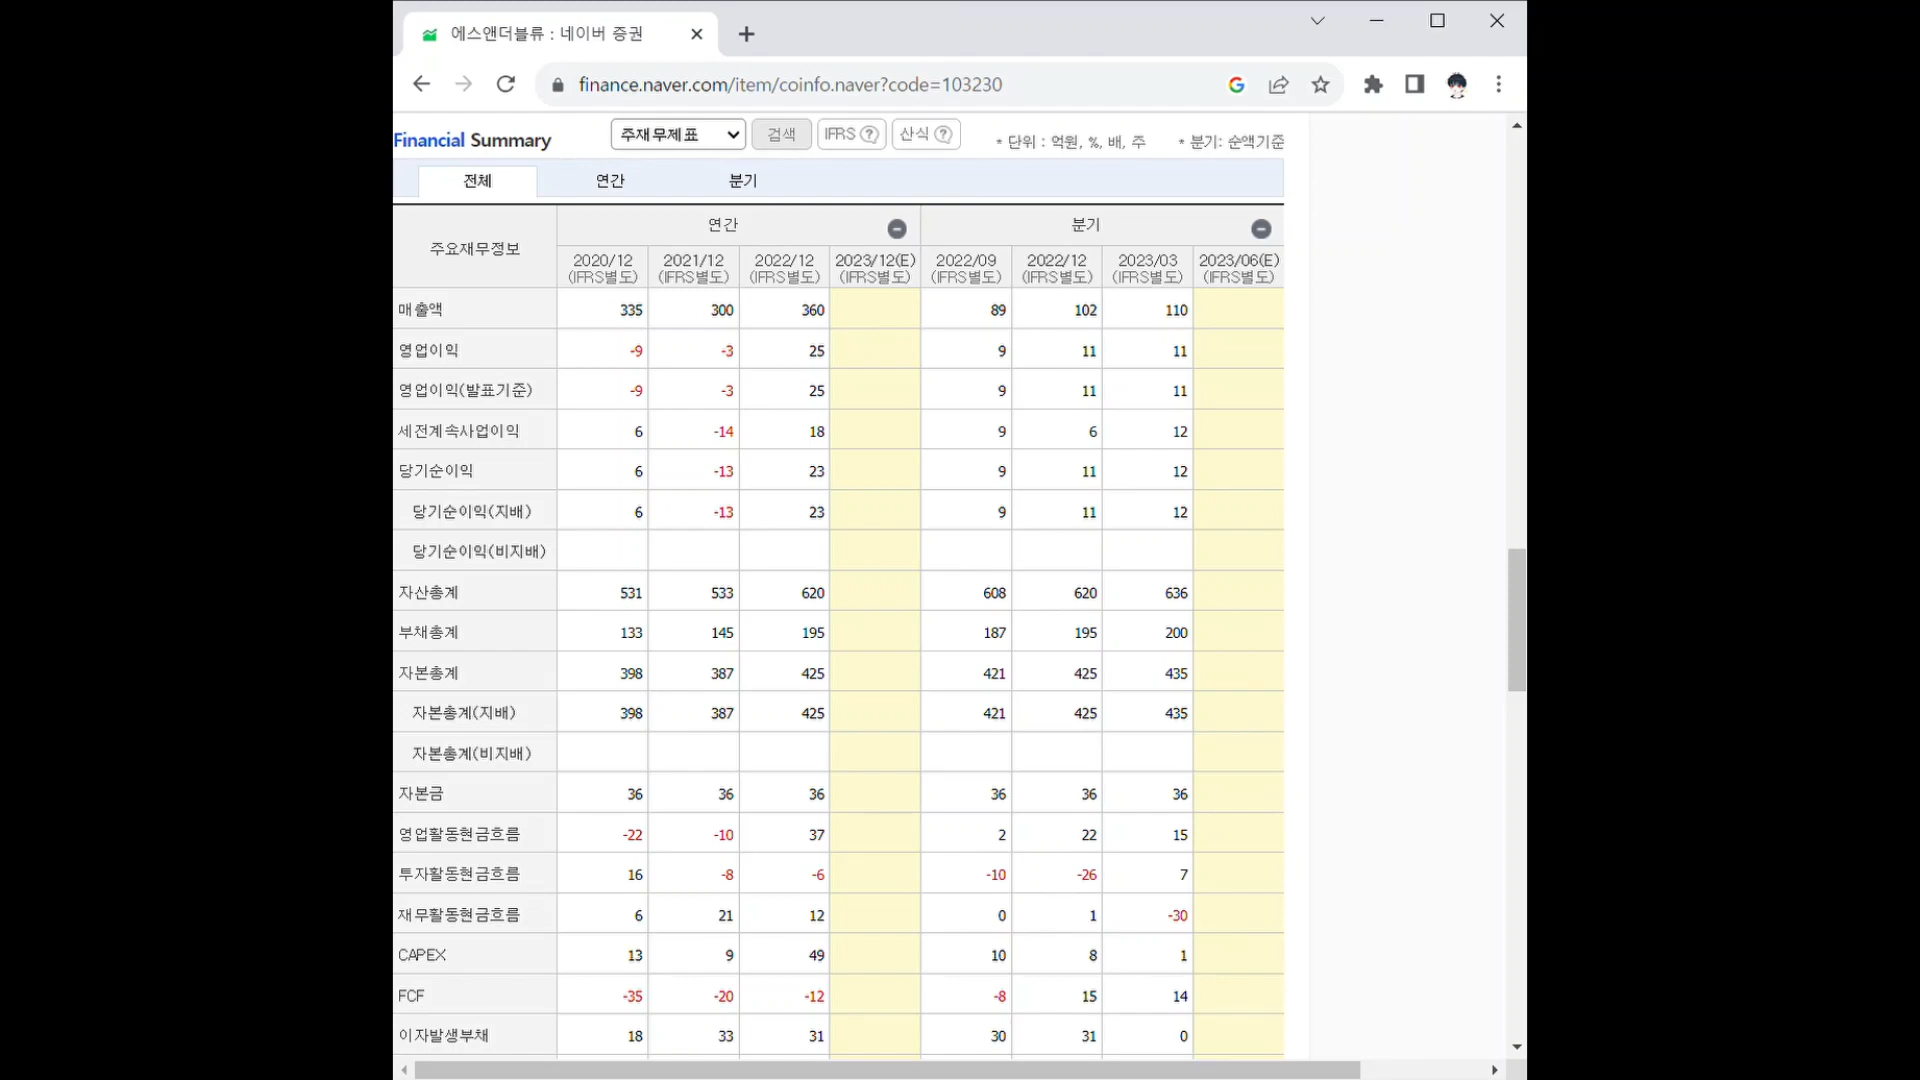 에스앤더블류 : 네이버 증권
finance.naver.com/item/coinfo.naver?code=103230
Financial Summary 주재무제표 검색 IFRS ? 산식 ? * 단위 : 억원, %, 배, 주 * 분기: 순액기준
전체 연간 분기
주요재무정보 연간 분기
2020/12 2021/12 2022/12 2023/12(E) 2022/09 2022/12 2023/03 2023/06(E)
(IFRS별도) (IFRS별도) (IFRS별도) (IFRS별도) (IFRS별도) (IFRS별도) (IFRS별도) (IFRS별도)
매출액 335 300 360 89 102 110
영업이익 -9 -3 25 9 11 11
영업이익(발표기준) -9 -3 25 9 11 11
세전계속사업이익 6 -14 18 9 6 12
당기순이익 6 -13 23 9 11 12
당기순이익(지배) 6 -13 23 9 11 12
당기순이익(비지배)
자산총계 531 533 620 608 620 636
부채총계 133 145 195 187 195 200
자본총계 398 387 425 421 425 435
자본총계(지배) 398 387 425 421 425 435
자본총계(비지배)
자본금 36 36 36 36 36 36
영업활동현금흐름 -22 -10 37 2 22 15
투자활동현금흐름 16 -8 -6 -10 -26 7
재무활동현금흐름 6 21 12 0 1 -30
CAPEX 13 9 49 10 8 1
FCF -35 -20 -12 -8 15 14
이자발생부채 18 33 31 30 31 0